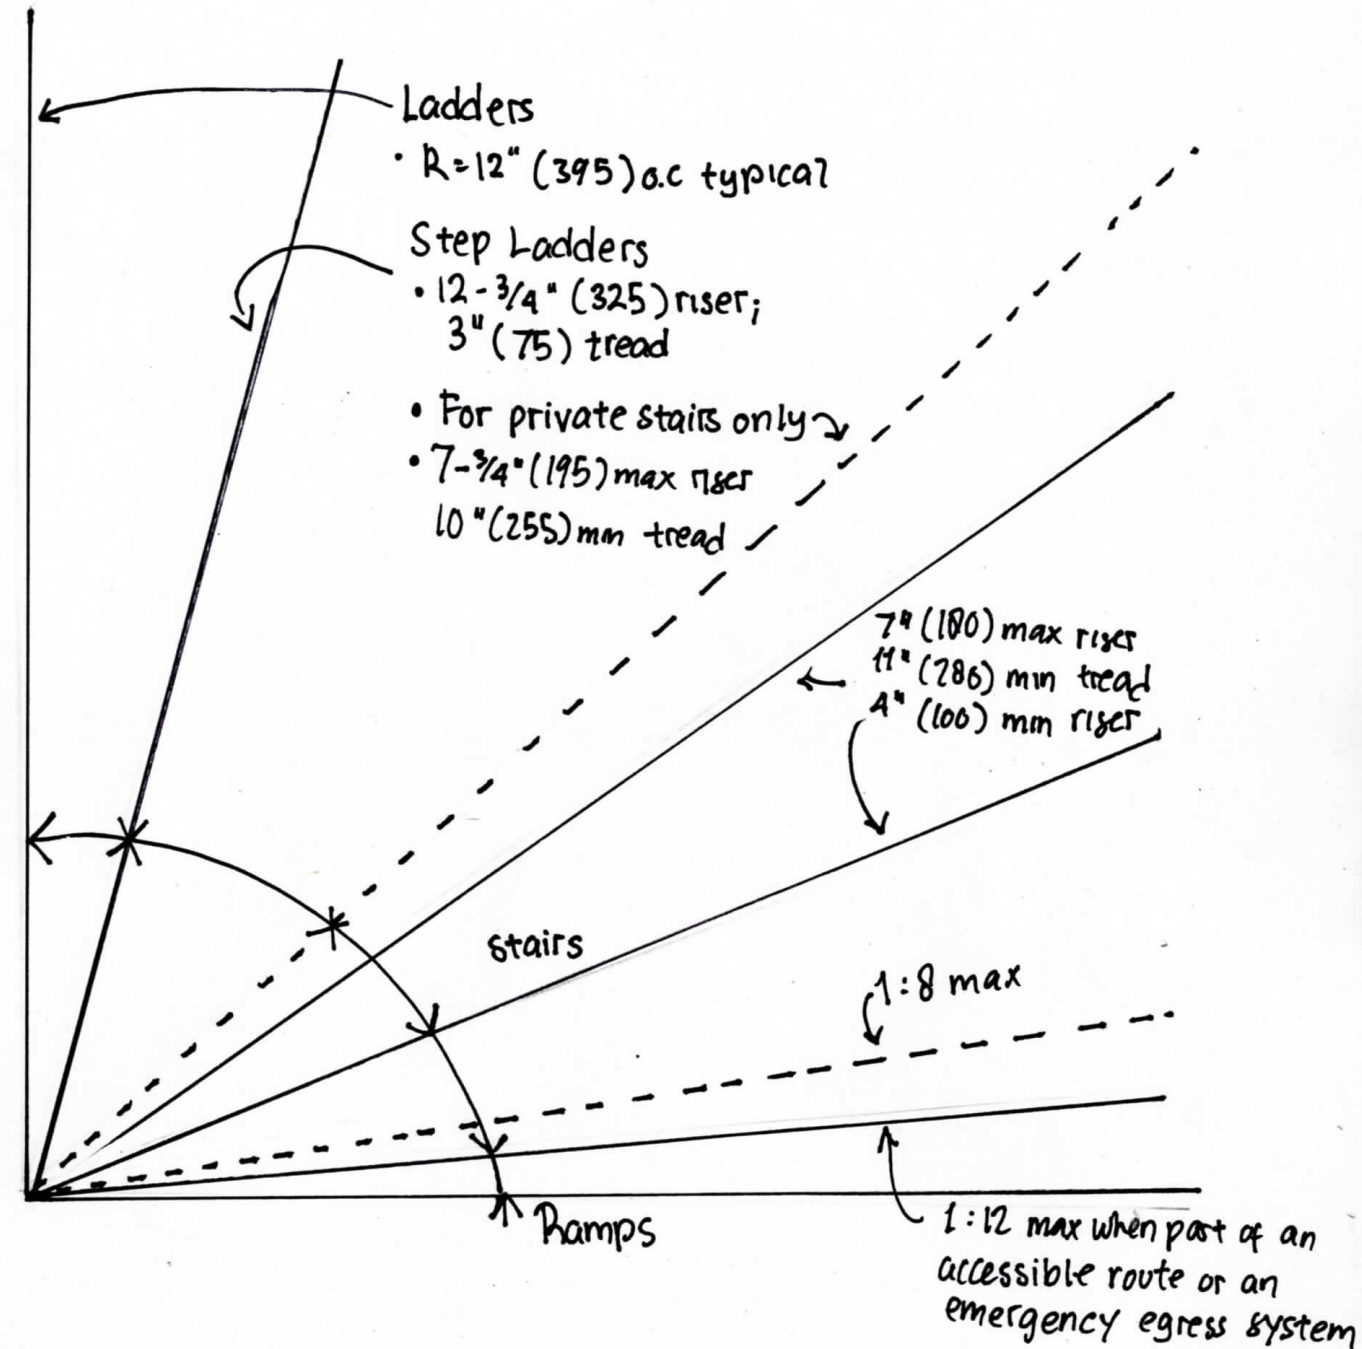 Ladders
• R=12" (395) o.c typical
Step Ladders
• 12-3/4" (325) riser;
3" (75) tread
• For private stairs only
• 7-3/4" (195) max riser
10" (255) min tread
7" (180) max riser
11" (286) min tread
4" (100) min riser
Stairs
1:8 max
Ramps
1:12 max when part of an
accessible route or an
emergency egress system